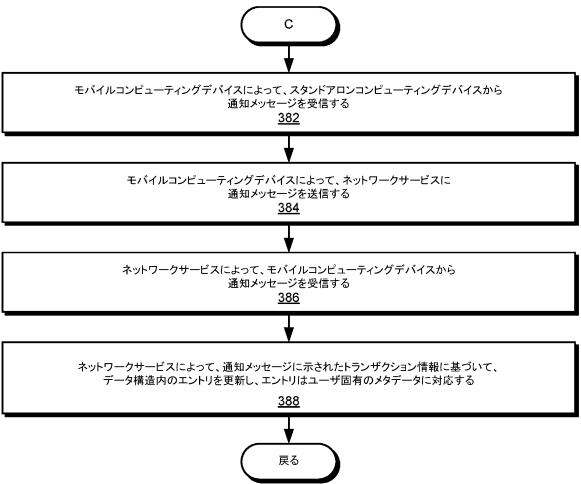 C
モバイルコンピューティングデバイスによって、スタンドアロンコンピューティングデバイスから
通知メッセージを受信する
382
モバイルコンピューティングデバイスによって、ネットワークサービスに
通知メッセージを送信する
384
ネットワークサービスによって、モバイルコンピューティングデバイスから
通知メッセージを受信する
386
ネットワークサービスによって、通知メッセージに示されたトランザクション情報に基づいて、
データ構造内のエントリを更新し、エントリはユーザ固有のメタデータに対応する
388
戻る